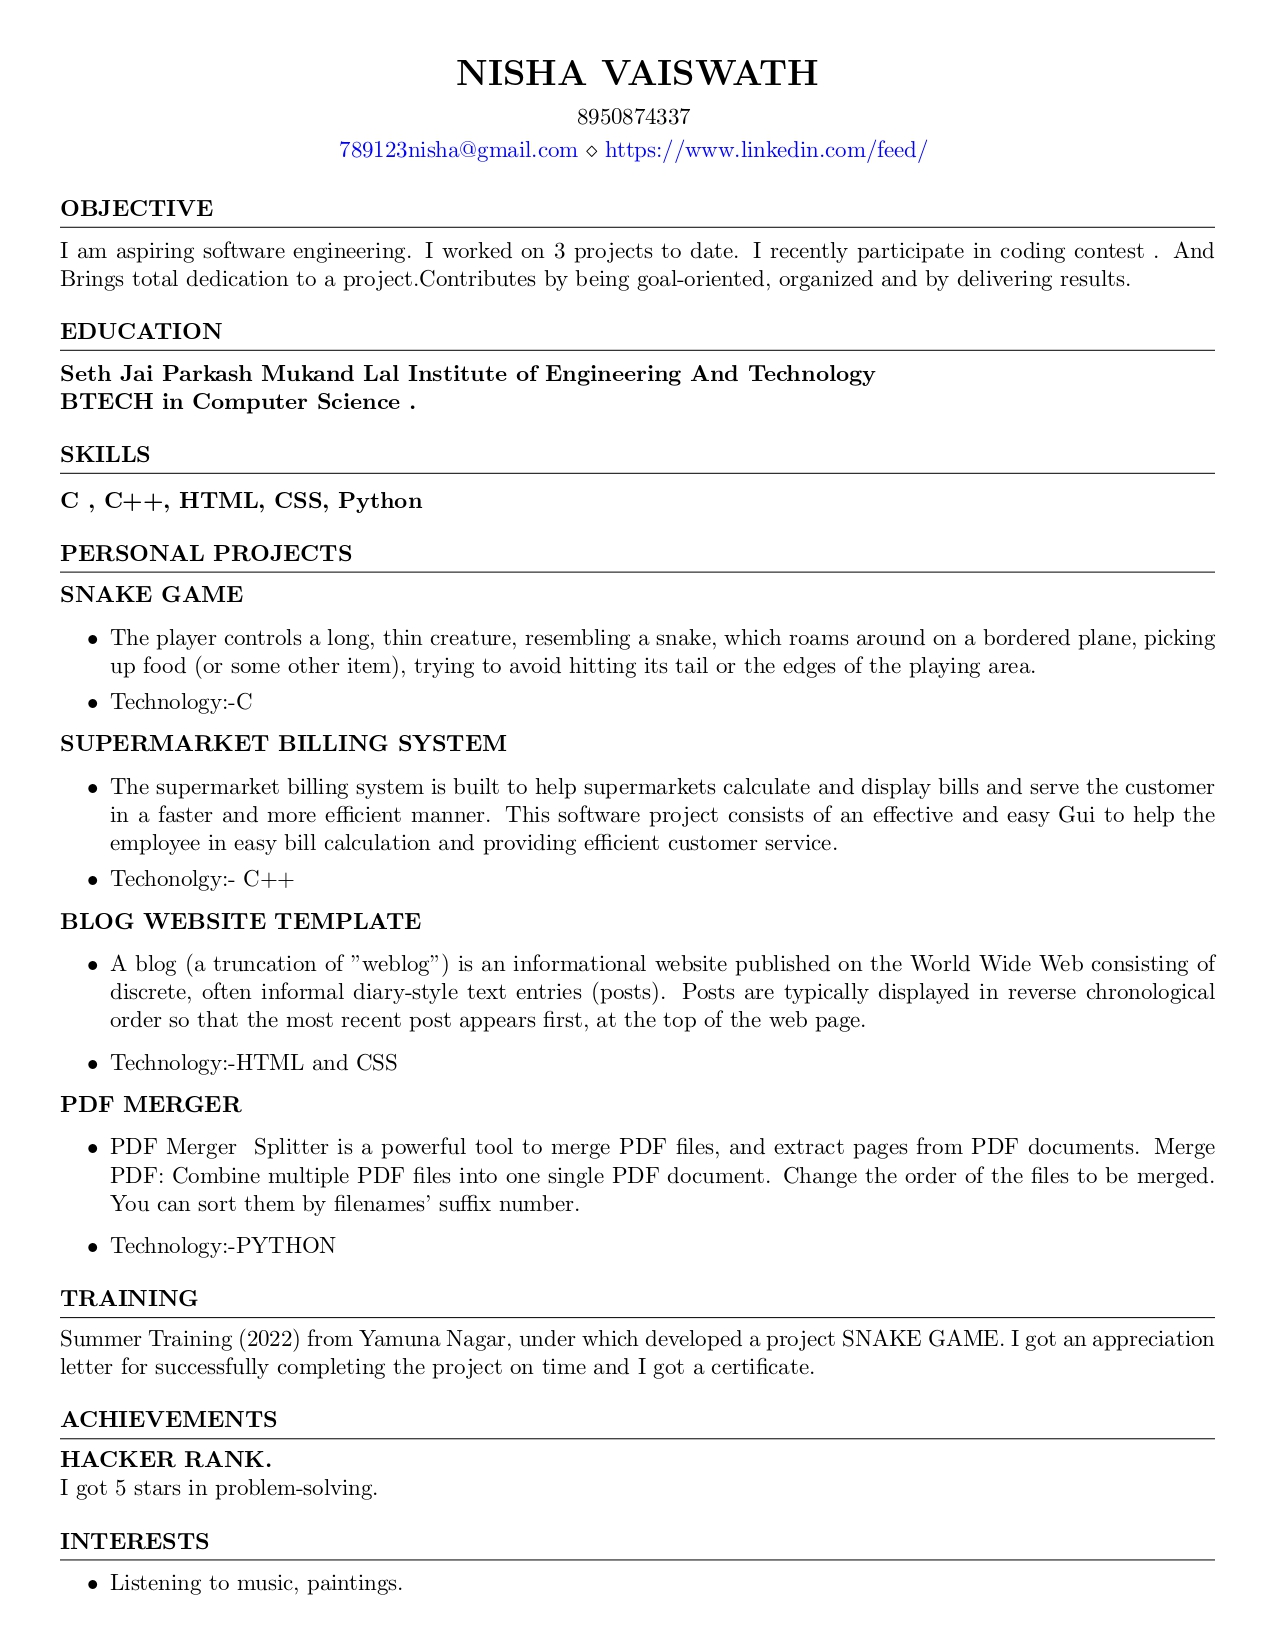 NISHA VAISWATH
8950874337
789123nisha@gmail.com ⋄ https://www.linkedin.com/feed/
OBJECTIVE
I am aspiring software engineering. I worked on 3 projects to date. I recently participate in coding contest . And
Brings total dedication to a project.Contributes by being goal-oriented, organized and by delivering results.
EDUCATION
Seth Jai Parkash Mukand Lal Institute of Engineering And Technology
BTECH in Computer Science .
SKILLS
C , C++, HTML, CSS, Python
PERSONAL PROJECTS
SNAKE GAME
• The player controls a long, thin creature, resembling a snake, which roams around on a bordered plane, picking
up food (or some other item), trying to avoid hitting its tail or the edges of the playing area.
• Technology:-C
SUPERMARKET BILLING SYSTEM
• The supermarket billing system is built to help supermarkets calculate and display bills and serve the customer
in a faster and more efficient manner. This software project consists of an effective and easy Gui to help the
employee in easy bill calculation and providing efficient customer service.
• Techonolgy:- C++
BLOG WEBSITE TEMPLATE
• A blog (a truncation of ”weblog”) is an informational website published on the World Wide Web consisting of
discrete, often informal diary-style text entries (posts). Posts are typically displayed in reverse chronological
order so that the most recent post appears first, at the top of the web page.
• Technology:-HTML and CSS
PDF MERGER
• PDF Merger Splitter is a powerful tool to merge PDF files, and extract pages from PDF documents. Merge
PDF: Combine multiple PDF files into one single PDF document. Change the order of the files to be merged.
You can sort them by filenames’ suffix number.
• Technology:-PYTHON
TRAINING
Summer Training (2022) from Yamuna Nagar, under which developed a project SNAKE GAME. I got an appreciation
letter for successfully completing the project on time and I got a certificate.
ACHIEVEMENTS
HACKER RANK.
I got 5 stars in problem-solving.
INTERESTS
• Listening to music, paintings.